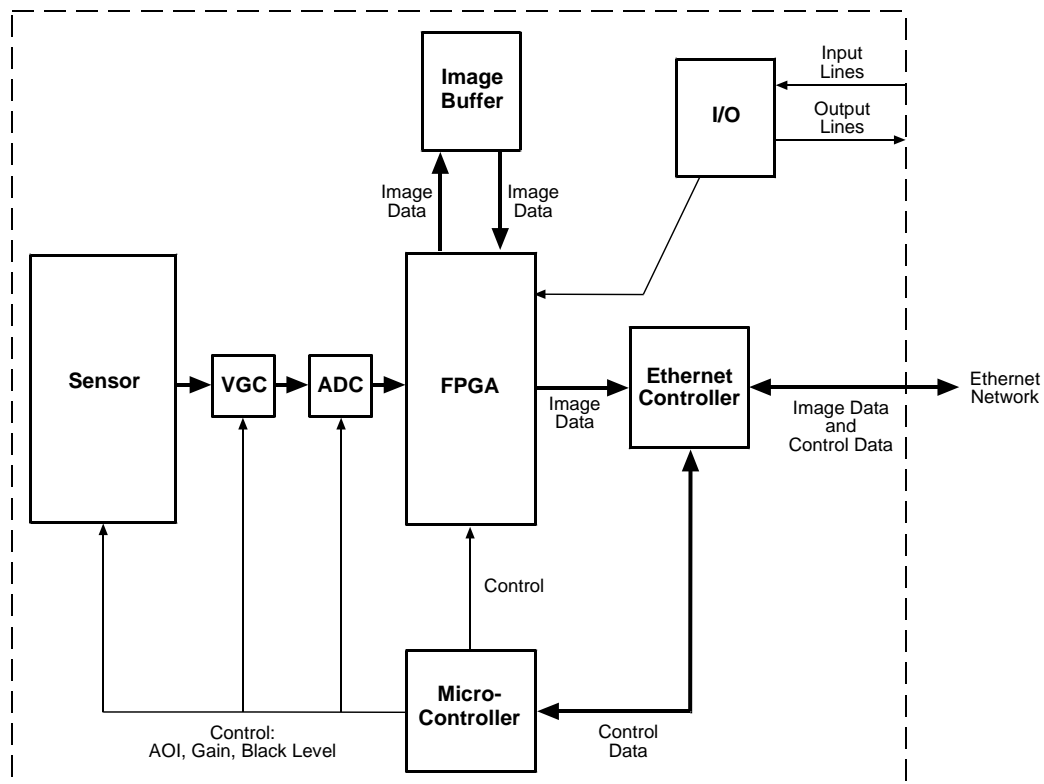 Image
Buffer
I/O
Input
Lines
Output
Lines
Image
Data
Image
Data
Sensor
VGC
ADC
FPGA
Image
Data
Ethernet
Controller
Image Data
and
Control Data
Ethernet
Network
Control
Micro-
Controller
Control:
AOI, Gain, Black Level
Control
Data